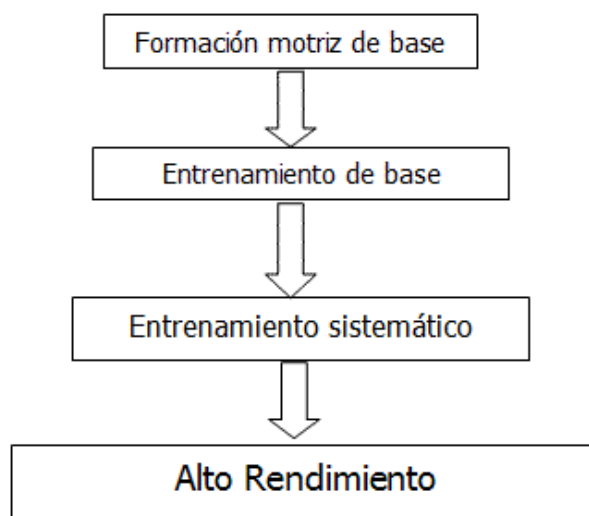 Formación motriz de base
Entrenamiento de base
Entrenamiento sistemático
Alto Rendimiento